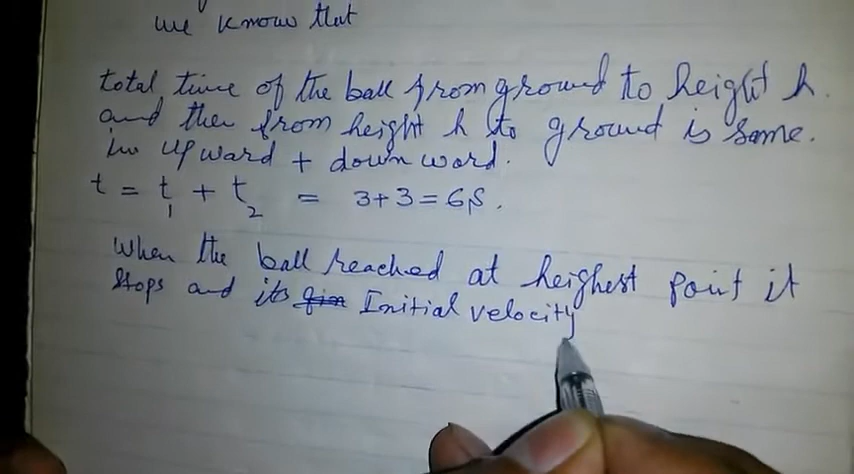 we know that
total time of the ball from ground to height h.
and then from height h to ground is same.
in upward + downword.
t = t1 + t2 = 3+3=6s.
When the ball reached at heighest point it
stops and its Initial velocity